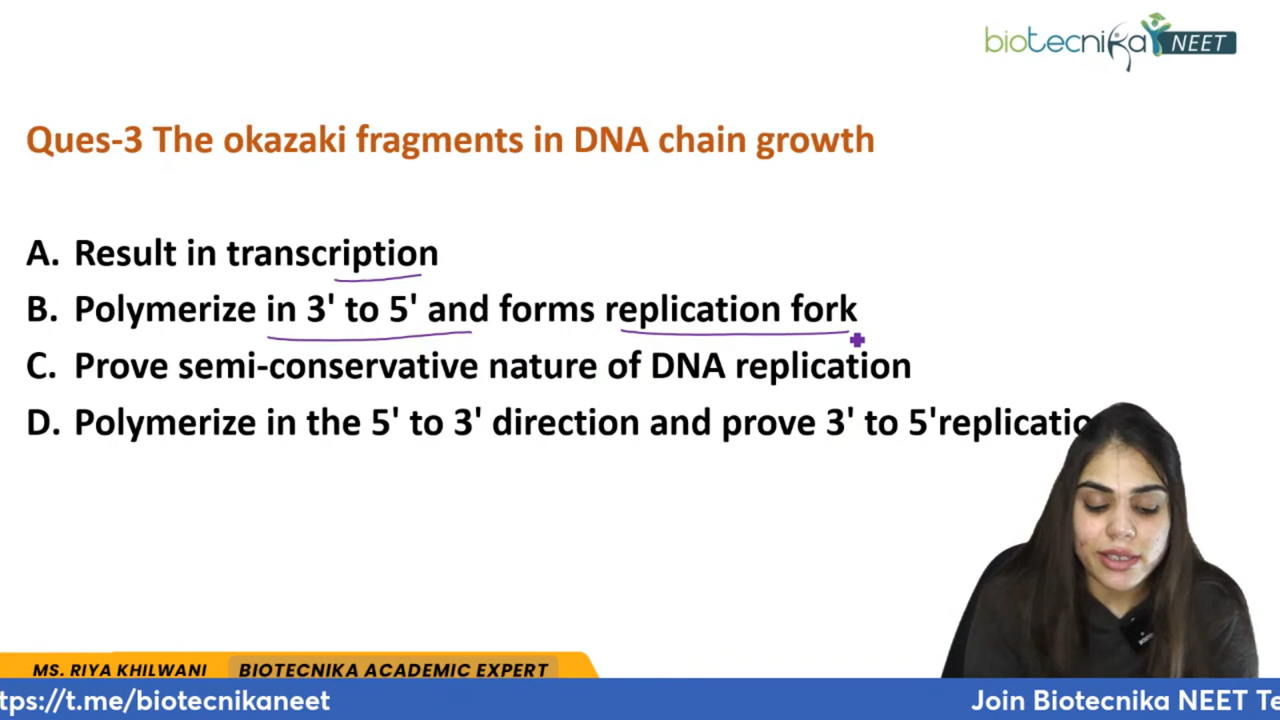 biotecnika NEET
Ques-3 The okazaki fragments in DNA chain growth
A. Result in transcription
B. Polymerize in 3' to 5' and forms replication fork
C. Prove semi-conservative nature of DNA replication
D. Polymerize in the 5' to 3' direction and prove 3' to 5'replicatio
MS. RIYA KHILWANI BIOTECNIKA ACADEMIC EXPERT
tps://t.me/biotecnikaneet Join Biotecnika NEET Te